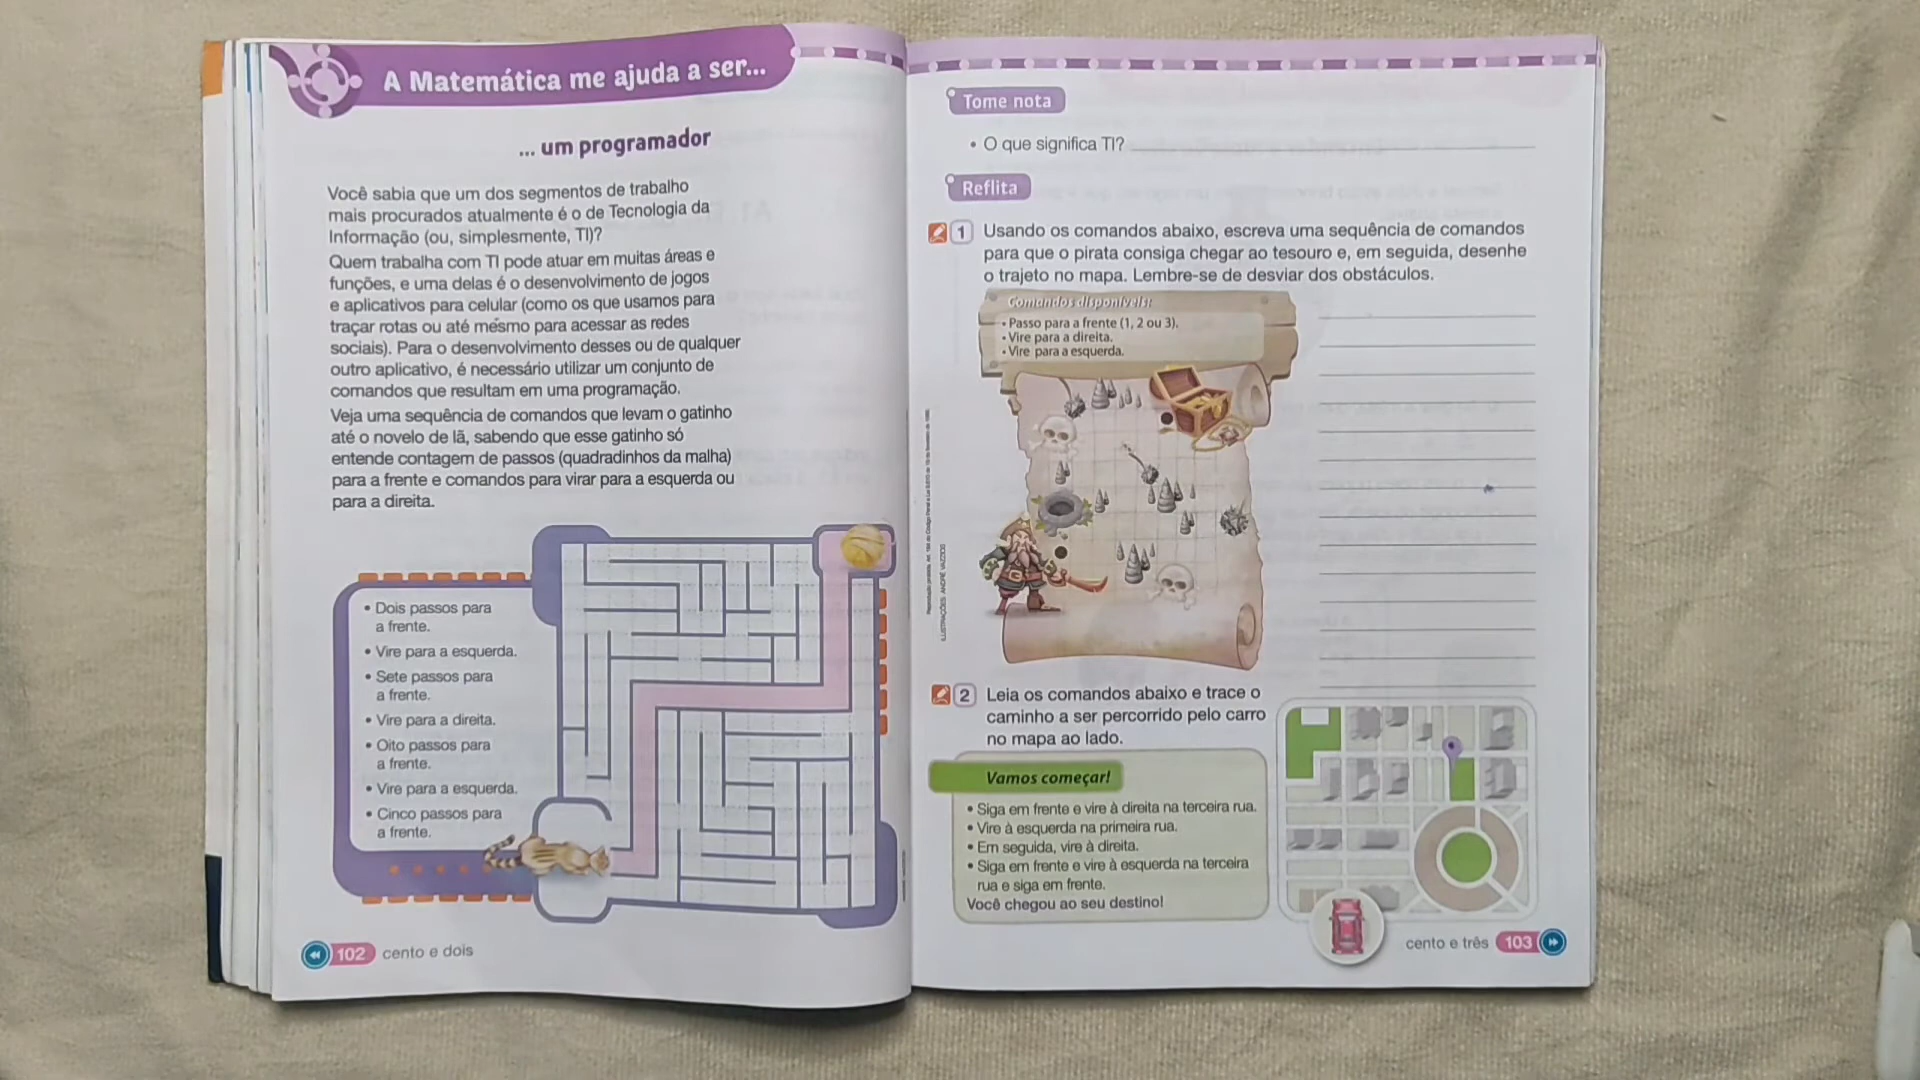 A Matemática me ajuda a ser...
... um programador
Você sabia que um dos segmentos de trabalho
mais procurados atualmente é o de Tecnologia da
Informação (ou, simplesmente, TI)?
Quem trabalha com TI pode atuar em muitas áreas e
funções, e uma delas é o desenvolvimento de jogos
e aplicativos para celular (como os que usamos para
traçar rotas ou até mesmo para acessar as redes
sociais). Para o desenvolvimento desses ou de qualquer
outro aplicativo, é necessário utilizar um conjunto de
comandos que resultam em uma programação.
Veja uma sequência de comandos que levam o gatinho
até o novelo de lã, sabendo que esse gatinho só
entende contagem de passos (quadradinhos da malha)
para a frente e comandos para virar para a esquerda ou
para a direita.
• Dois passos para
a frente.
• Vire para a esquerda.
• Sete passos para
a frente.
• Vire para a direita.
• Oito passos para
a frente.
• Vire para a esquerda.
• Cinco passos para
a frente.
102 cento e dois
Tome nota
• O que significa TI?
Reflita
1 Usando os comandos abaixo, escreva uma sequência de comandos
para que o pirata consiga chegar ao tesouro e, em seguida, desenhe
o trajeto no mapa. Lembre-se de desviar dos obstáculos.
Comandos disponíveis:
• Passo para a frente (1, 2 ou 3).
• Vire para a direita.
• Vire para a esquerda.
ILUSTRAÇÕES: ANDRÉ VALZOIS
2 Leia os comandos abaixo e trace o
caminho a ser percorrido pelo carro
no mapa ao lado.
Vamos começar!
• Siga em frente e vire à direita na terceira rua.
• Vire à esquerda na primeira rua.
• Em seguida, vire à direita.
• Siga em frente e vire à esquerda na terceira
rua e siga em frente.
Você chegou ao seu destino!
cento e três 103